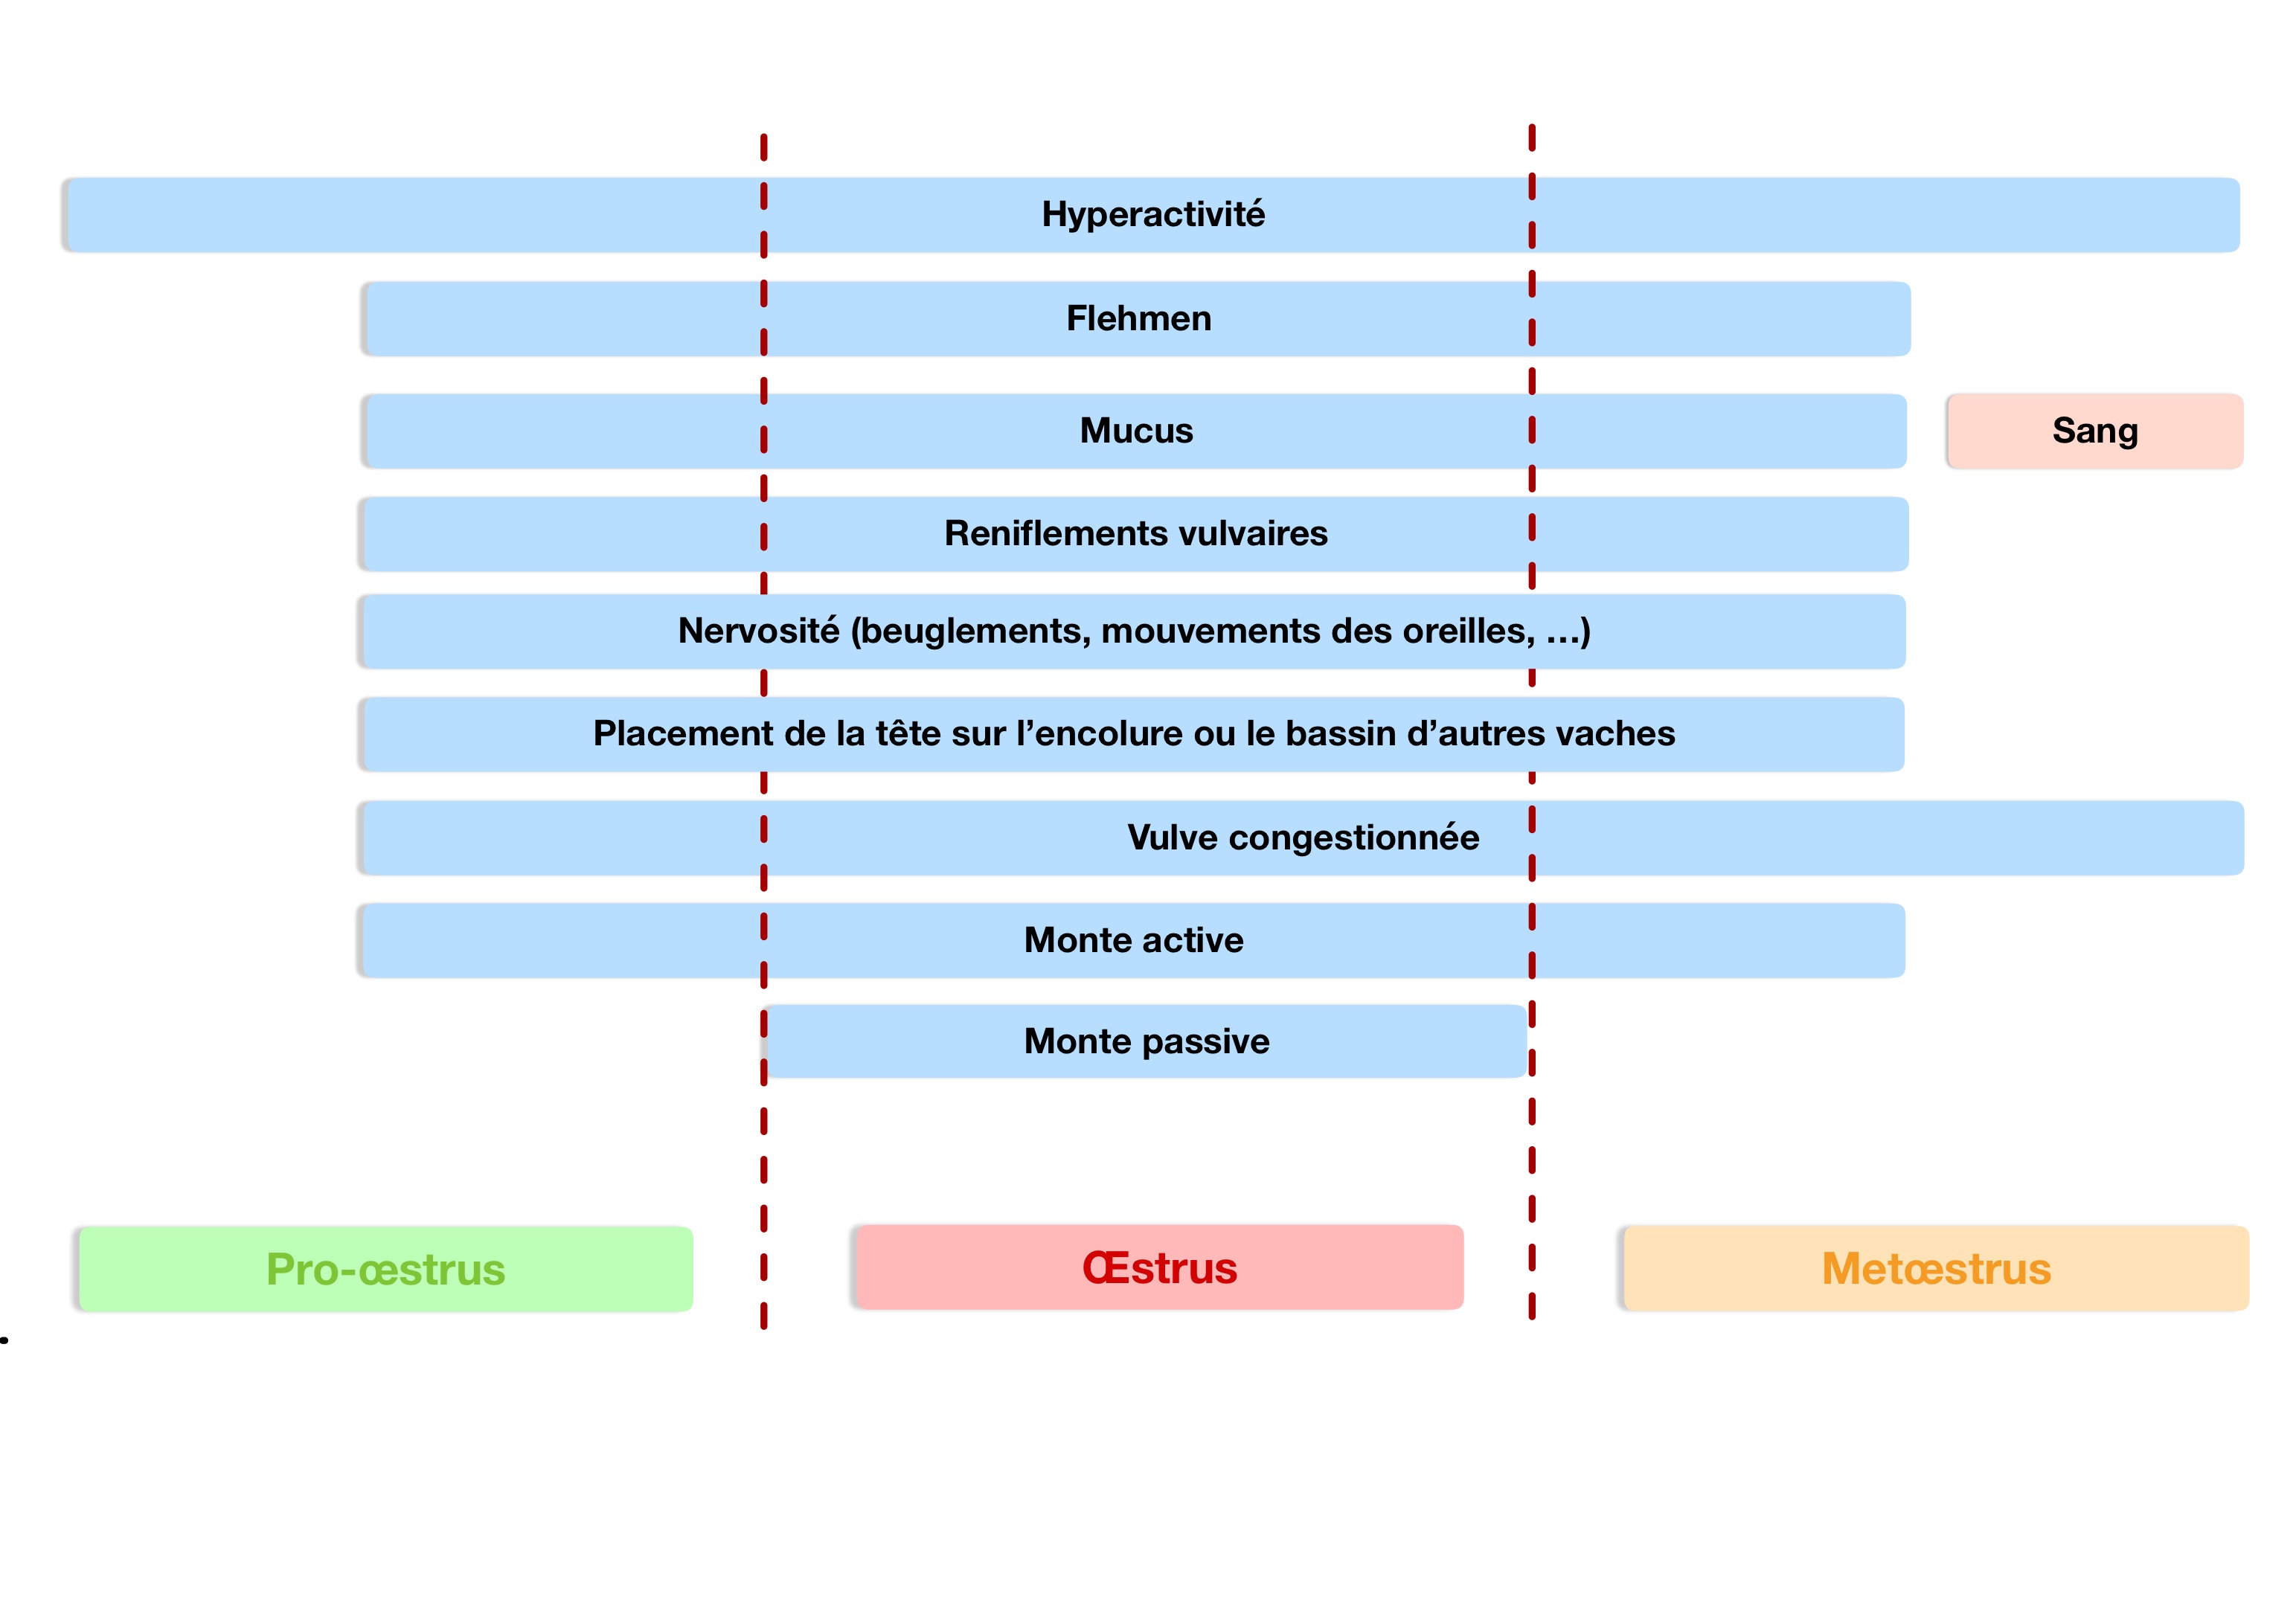 Hyperactivité
Flehmen
Mucus
Sang
Reniflements vulvaires
Nervosité (beuglements, mouvements des oreilles, …)
Placement de la tête sur l’encolure ou le bassin d’autres vaches
Vulve congestionnée
Monte active
Monte passive
Pro-œstrus
Œstrus
Metœstrus
.